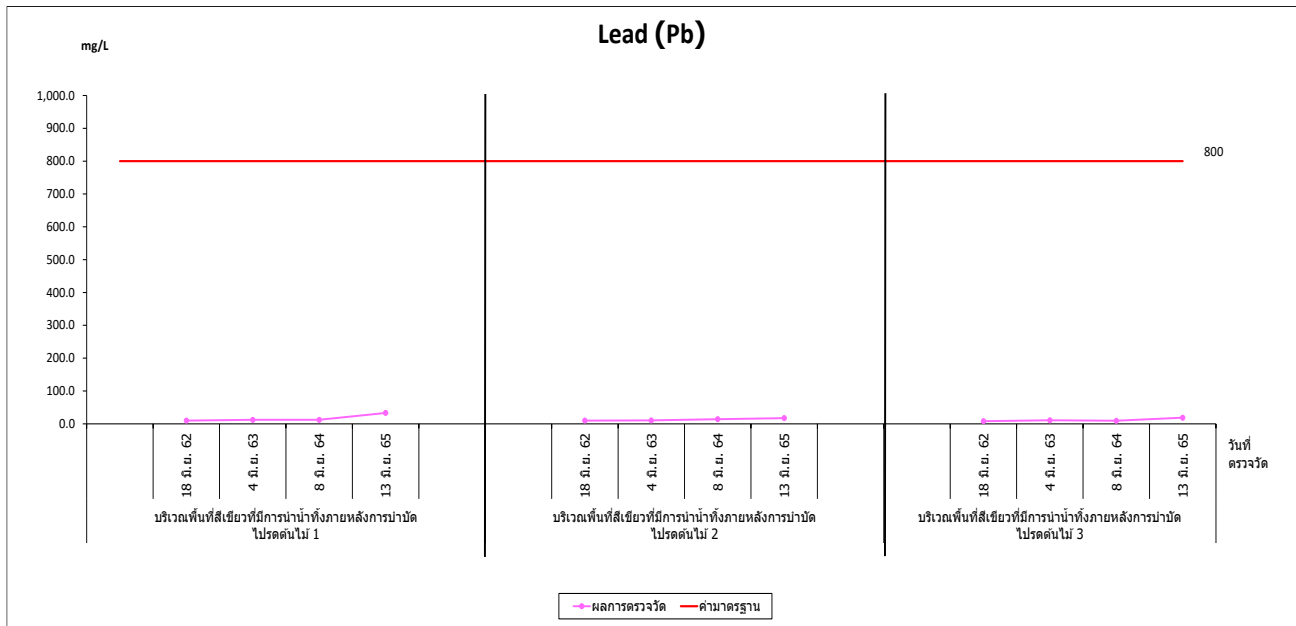 Lead (Pb)
mg/L
1,000.0
900.0
800.0
700.0
600.0
500.0
400.0
300.0
200.0
100.0
0.0
800
18 มิ.ย. 62
4 มิ.ย. 63
8 มิ.ย. 64
13 มิ.ย. 65
18 มิ.ย. 62
4 มิ.ย. 63
8 มิ.ย. 64
13 มิ.ย. 65
18 มิ.ย. 62
4 มิ.ย. 63
8 มิ.ย. 64
13 มิ.ย. 65
วันที่
ตรวจวัด
บริเวณพื้นที่สีเขียวที่มีการนำน้ำทิ้งภายหลังการบำบัด
ไปรดต้นไม้ 1
บริเวณพื้นที่สีเขียวที่มีการนำน้ำทิ้งภายหลังการบำบัด
ไปรดต้นไม้ 2
บริเวณพื้นที่สีเขียวที่มีการนำน้ำทิ้งภายหลังการบำบัด
ไปรดต้นไม้ 3
ผลการตรวจวัด
ค่ามาตรฐาน